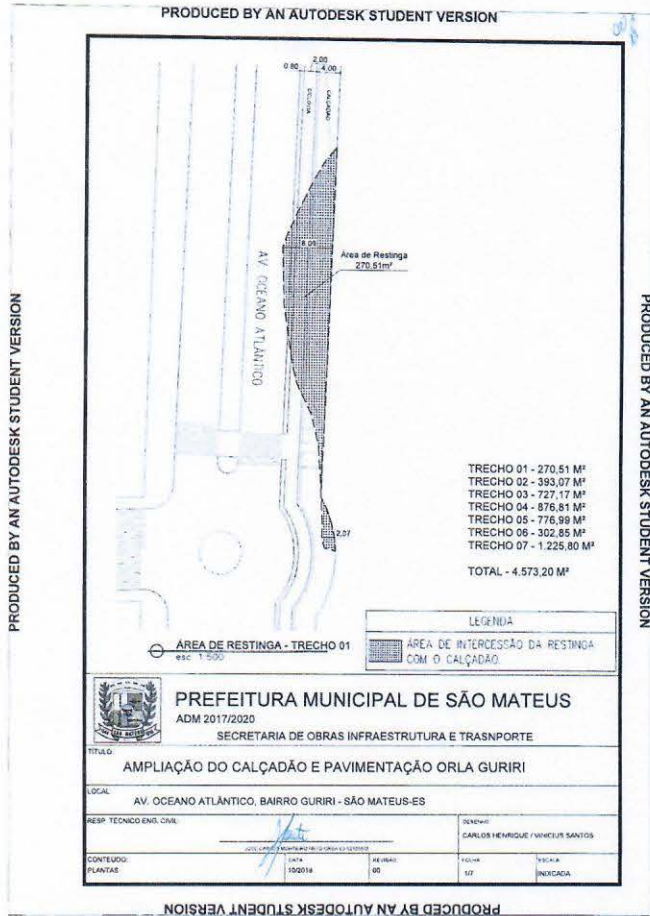 PRODUCED BY AN AUTODESK STUDENT VERSION
PRODUCED BY AN AUTODESK STUDENT VERSION
PRODUCED BY AN AUTODESK STUDENT VERSION
2,00
0,80 4,00
CICLOVIA
CALÇADÃO
8,05
Área de Restinga
270,51m²
AV. OCEANO ATLÂNTICO
2,07
TRECHO 01 - 270,51 M²
TRECHO 02 - 393,07 M²
TRECHO 03 - 727,17 M²
TRECHO 04 - 876,81 M²
TRECHO 05 - 776,99 M²
TRECHO 06 - 302,85 M²
TRECHO 07 - 1.225,80 M²
TOTAL - 4.573,20 M²
ÁREA DE RESTINGA - TRECHO 01
esc. 1:500
LEGENDA
ÁREA DE INTERCESSÃO DA RESTINGA
COM O CALÇADÃO.
PREFEITURA MUNICIPAL DE SÃO MATEUS
ADM 2017/2020
SECRETARIA DE OBRAS INFRAESTRUTURA E TRASNPORTE
TÍTULO:
AMPLIAÇÃO DO CALÇADÃO E PAVIMENTAÇÃO ORLA GURIRI
LOCAL
AV. OCEANO ATLÂNTICO, BAIRRO GURIRI - SÃO MATEUS-ES
RESP. TÉCNICO ENG. CIVIL:
DESENHO:
CARLOS HENRIQUE / VINICIUS SANTOS
CONTEÚDO:
PLANTAS
DATA
10/2018
REVISÃO
00
FOLHA
1/7
ESCALA
INDICADA
PRODUCED BY AN AUTODESK STUDENT VERSION